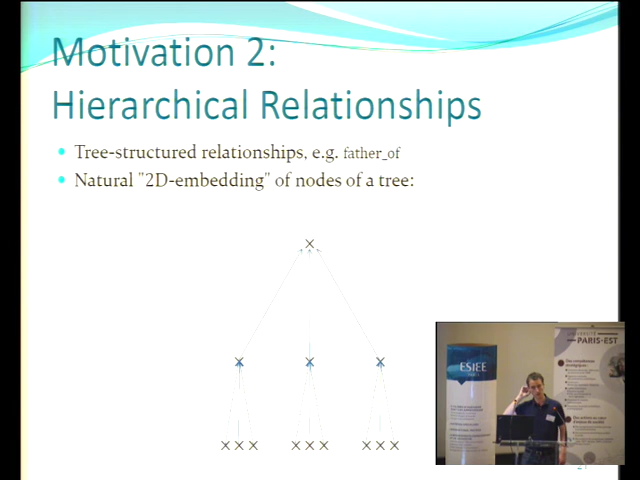 Motivation 2:
Hierarchical Relationships
Tree-structured relationships, e.g. father_of
Natural "2D-embedding" of nodes of a tree:
x
x x x
x x x x x x x x x
ESIEE
PARIS-EST